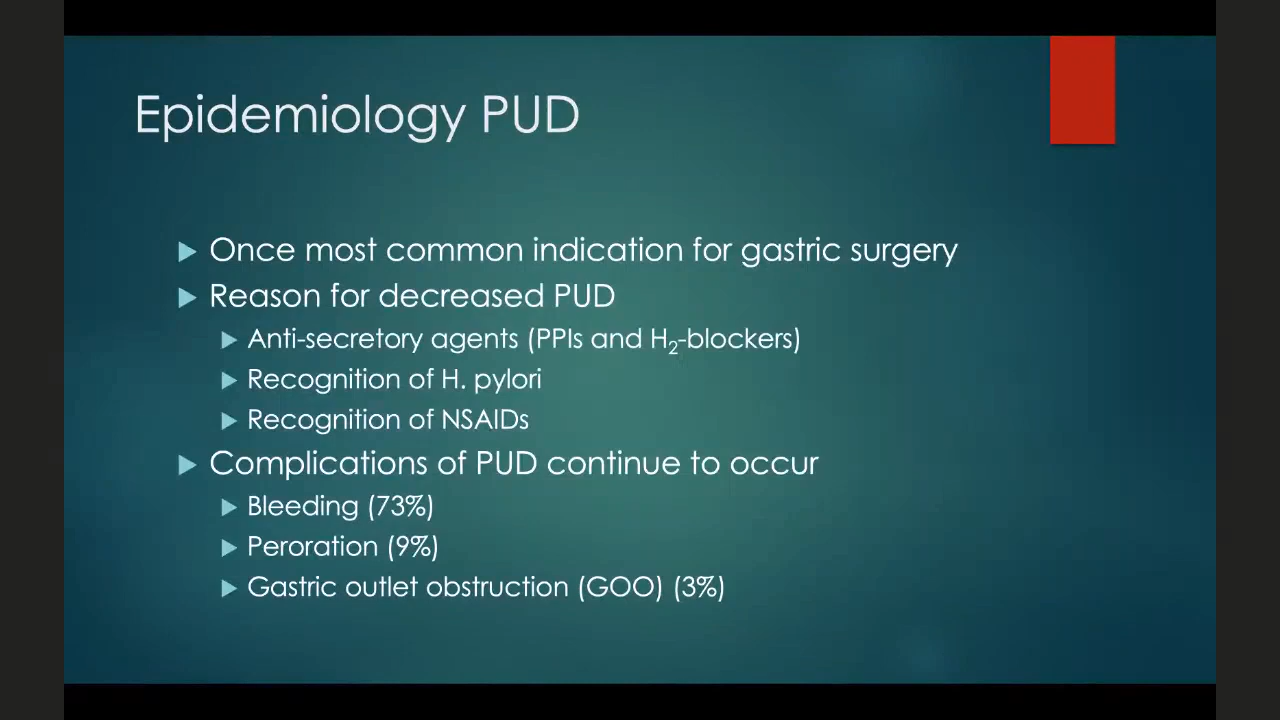 Epidemiology PUD
Once most common indication for gastric surgery
Reason for decreased PUD
Anti-secretory agents (PPIs and H₂-blockers)
Recognition of H. pylori
Recognition of NSAIDs
Complications of PUD continue to occur
Bleeding (73%)
Peroration (9%)
Gastric outlet obstruction (GOO) (3%)